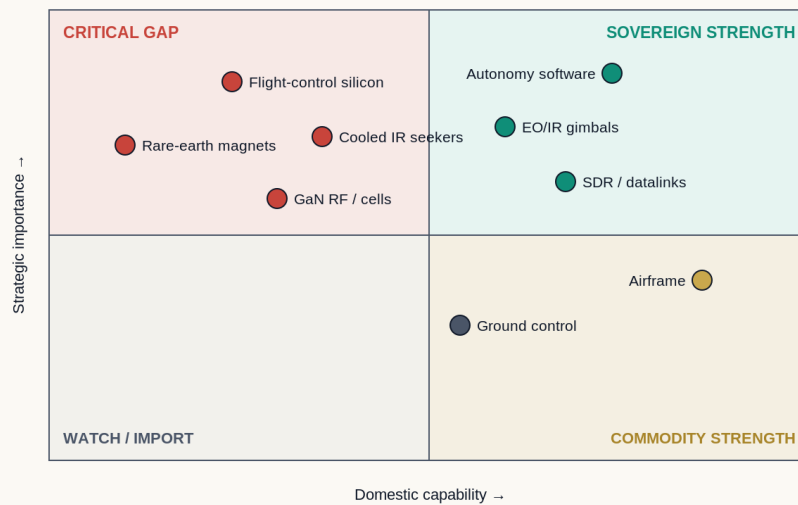 CRITICAL GAP
SOVEREIGN STRENGTH
Autonomy software
Flight-control silicon
EO/IR gimbals
Cooled IR seekers
Rare-earth magnets
SDR / datalinks
GaN RF / cells
Strategic importance →
Airframe
Ground control
WATCH / IMPORT
COMMODITY STRENGTH
Domestic capability →